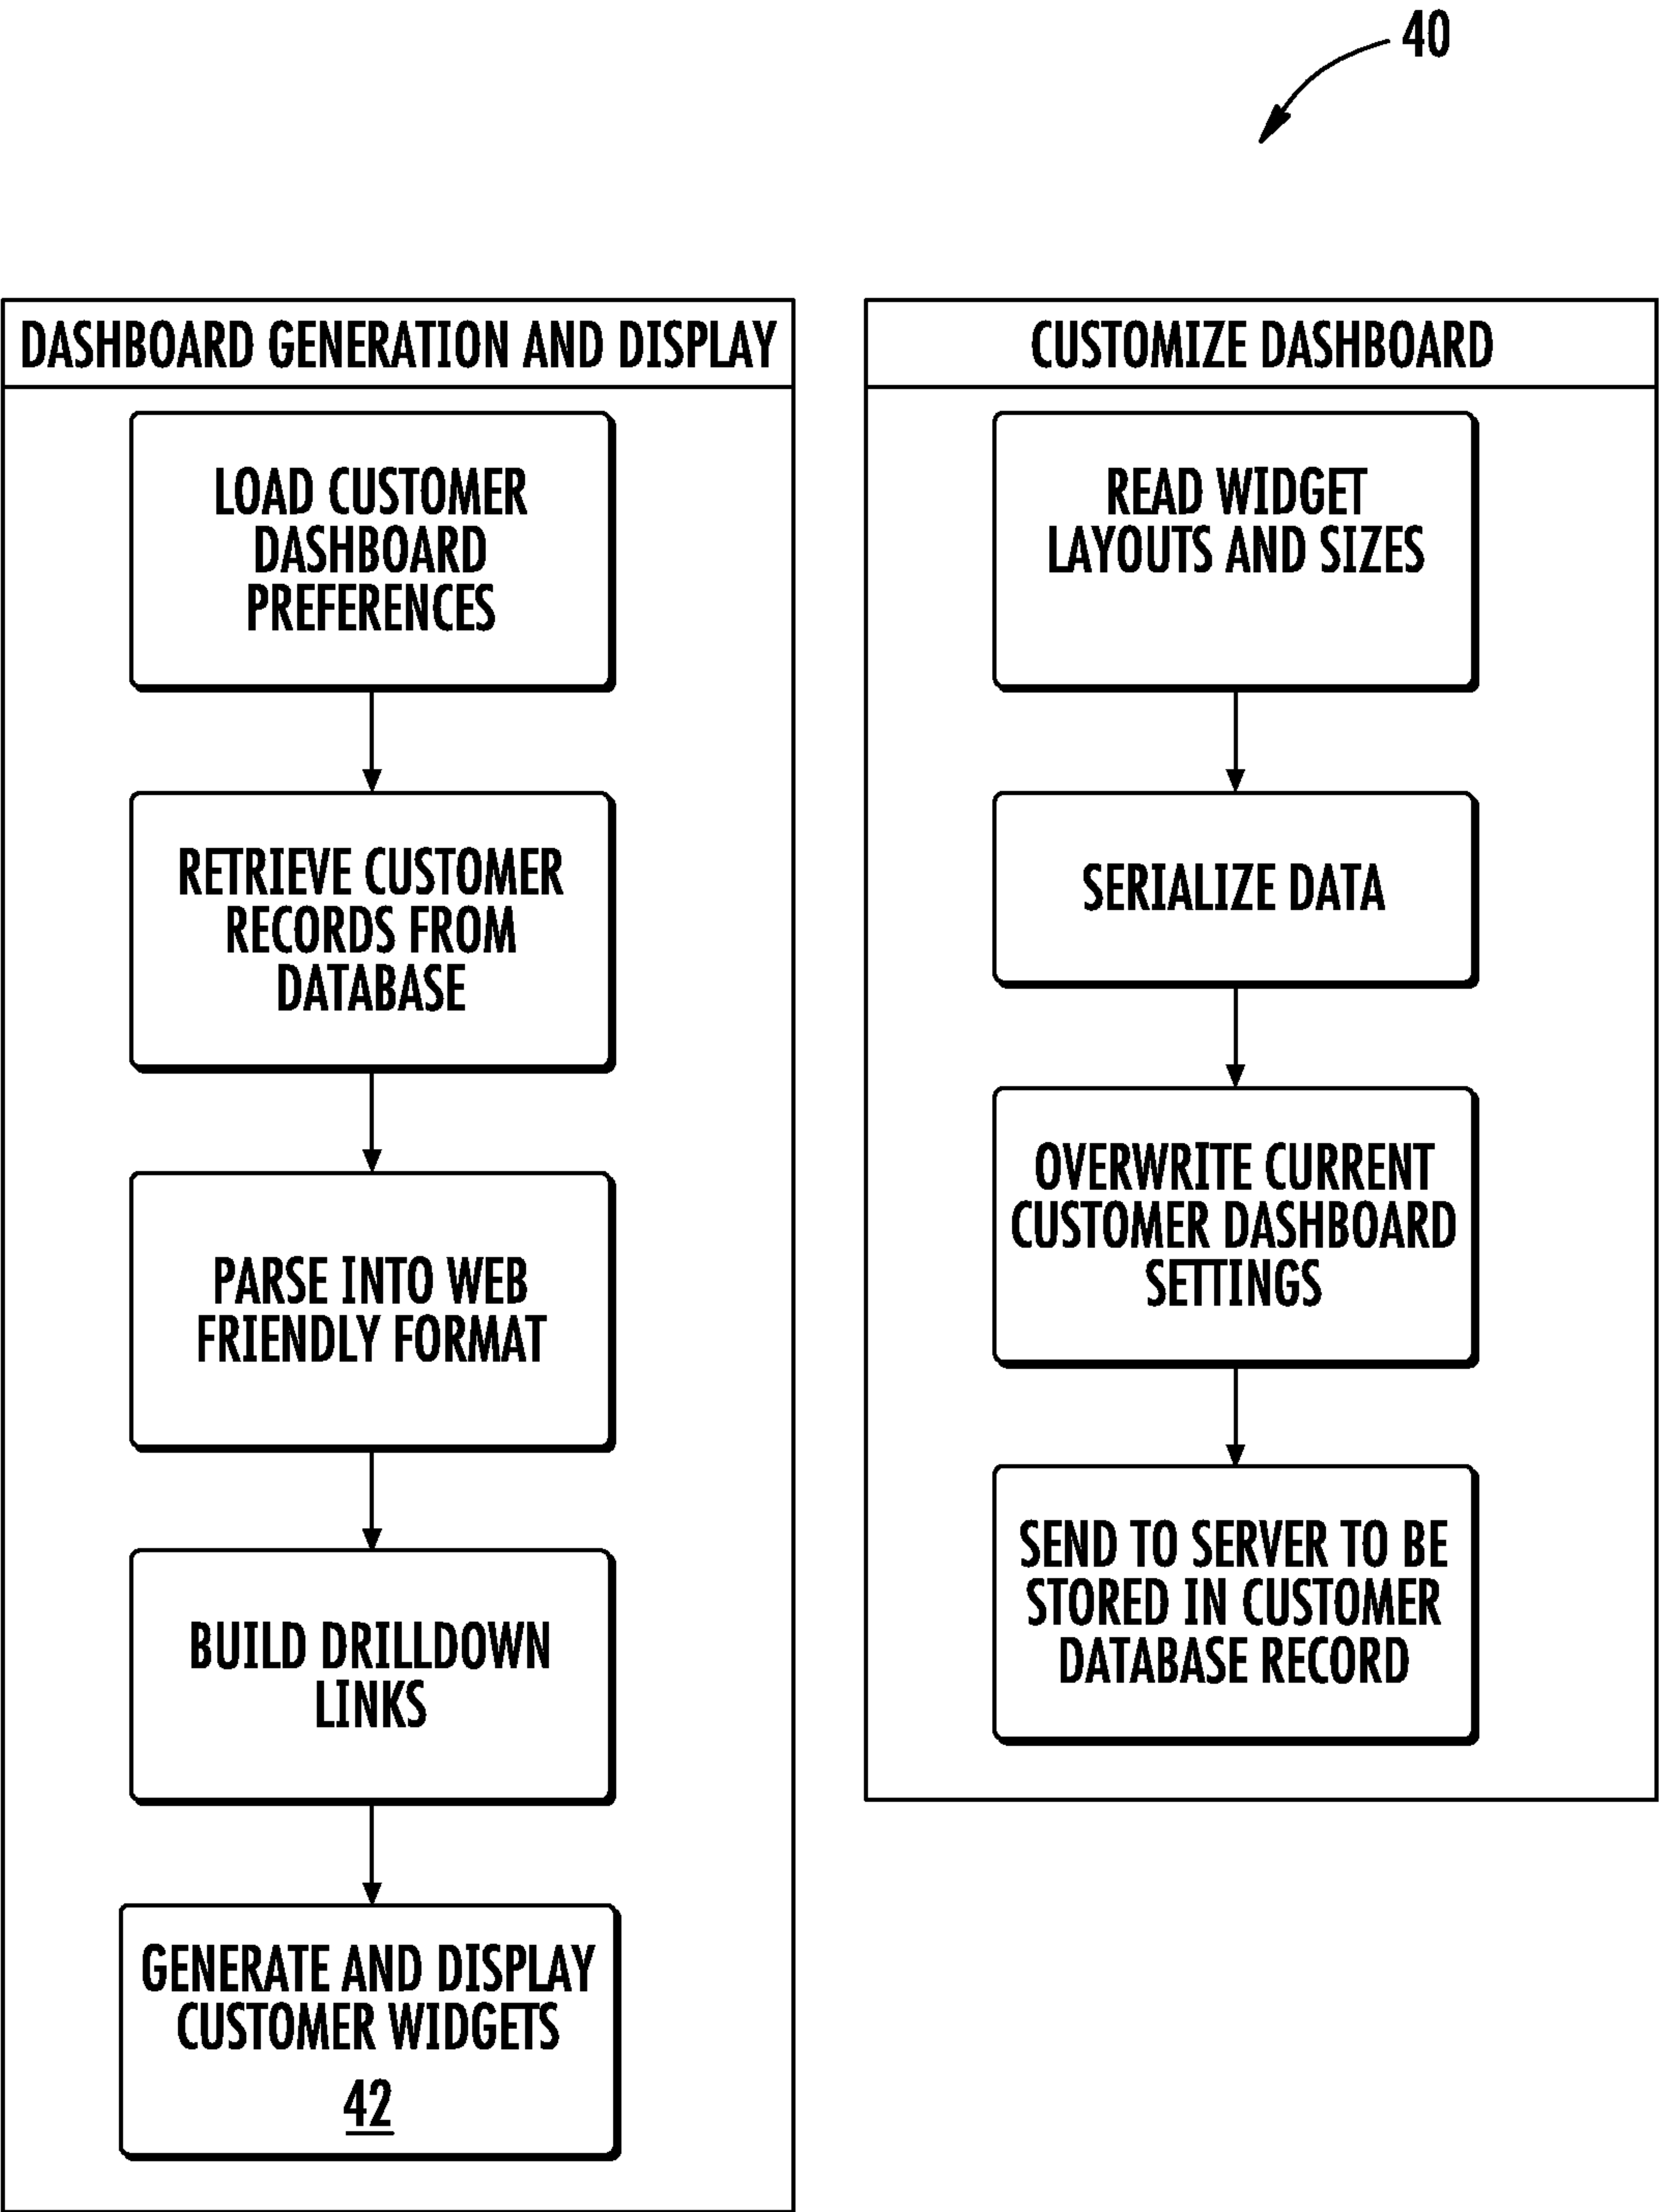 40
DASHBOARD GENERATION AND DISPLAY
LOAD CUSTOMER
DASHBOARD
PREFERENCES
RETRIEVE CUSTOMER
RECORDS FROM
DATABASE
PARSE INTO WEB
FRIENDLY FORMAT
BUILD DRILLDOWN
LINKS
GENERATE AND DISPLAY
CUSTOMER WIDGETS
42
CUSTOMIZE DASHBOARD
READ WIDGET
LAYOUTS AND SIZES
SERIALIZE DATA
OVERWRITE CURRENT
CUSTOMER DASHBOARD
SETTINGS
SEND TO SERVER TO BE
STORED IN CUSTOMER
DATABASE RECORD